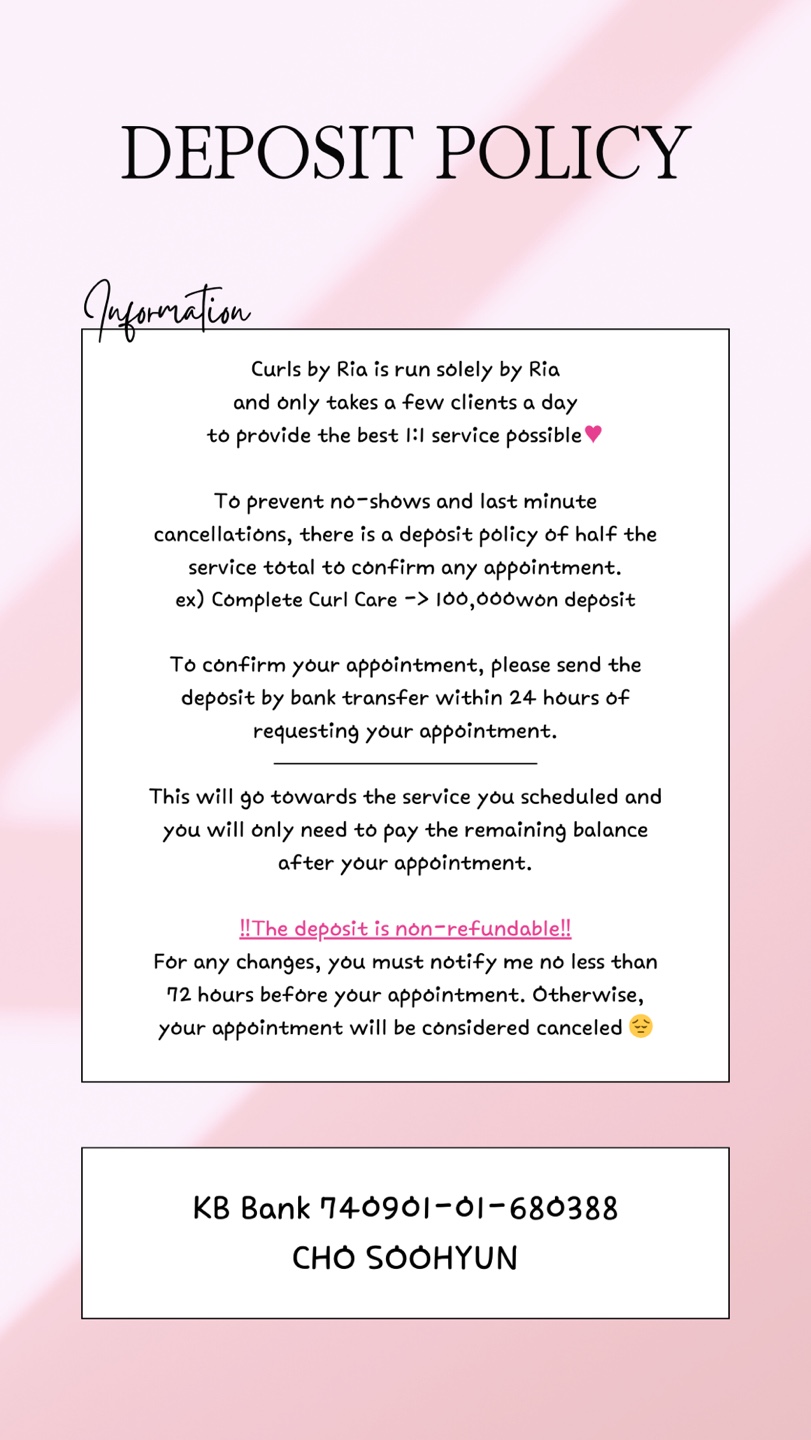 DEPOSIT POLICY
Information
Curls by Ria is run solely by Ria
and only takes a few clients a day
to provide the best 1:1 service possible♥
To prevent no-shows and last minute
cancellations, there is a deposit policy of half the
service total to confirm any appointment.
ex) Complete Curl Care -> 100,000won deposit
To confirm your appointment, please send the
deposit by bank transfer within 24 hours of
requesting your appointment.
This will go towards the service you scheduled and
you will only need to pay the remaining balance
after your appointment.
!!The deposit is non-refundable!!
For any changes, you must notify me no less than
72 hours before your appointment. Otherwise,
your appointment will be considered canceled 😔
KB Bank 740901-01-680388
CHO SOOHYUN